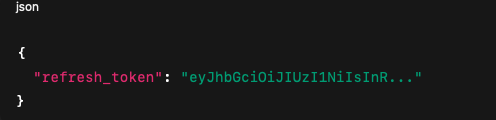 json
{
"refresh_token": "eyJhbGciOiJIUzI1NiIsInR..."
}